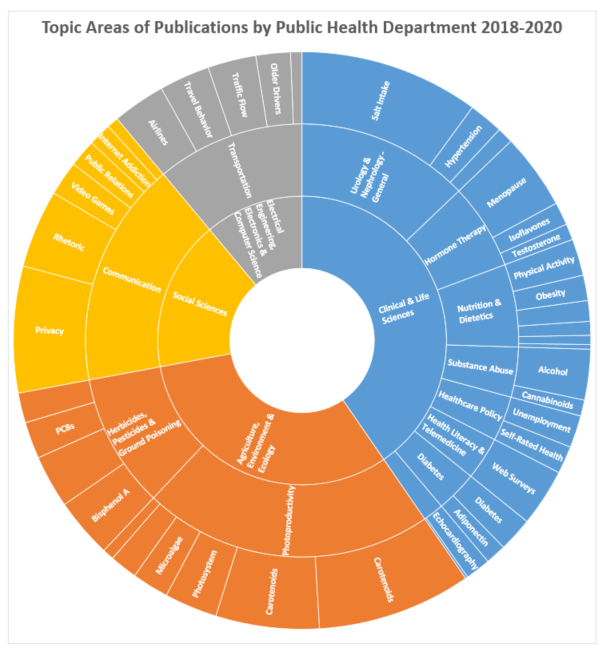 Topic Areas of Publications by Public Health Department 2018-2020
Salt Intake
Hypertension
Menopause
Isoflavones
Testosterone
Physical Activity
Obesity
Alcohol
Cannabinoids
Unemployment
Self-Rated Health
Web Surveys
Diabetes
Adiponectin
Echocardiography
Carotenoids
Carotenoids
Photosystem
Microalgae
Bisphenol A
PCBs
Privacy
Rhetoric
Video Games
Public Relations
Internet Addiction
Airlines
Travel Behavior
Traffic Flow
Older Drivers
Urology &
Nephrology -
General
Hormone Therapy
Nutrition &
Dietetics
Substance Abuse
Healthcare Policy
Health Literacy &
Telemedicine
Diabetes
Photoproductivity
Herbicides,
Pesticides &
Ground Poisoning
Communication
Transportation
Clinical & Life
Sciences
Agriculture,
Environment &
Ecology
Social Sciences
Electrical
Engineering,
Electronics &
Computer Science